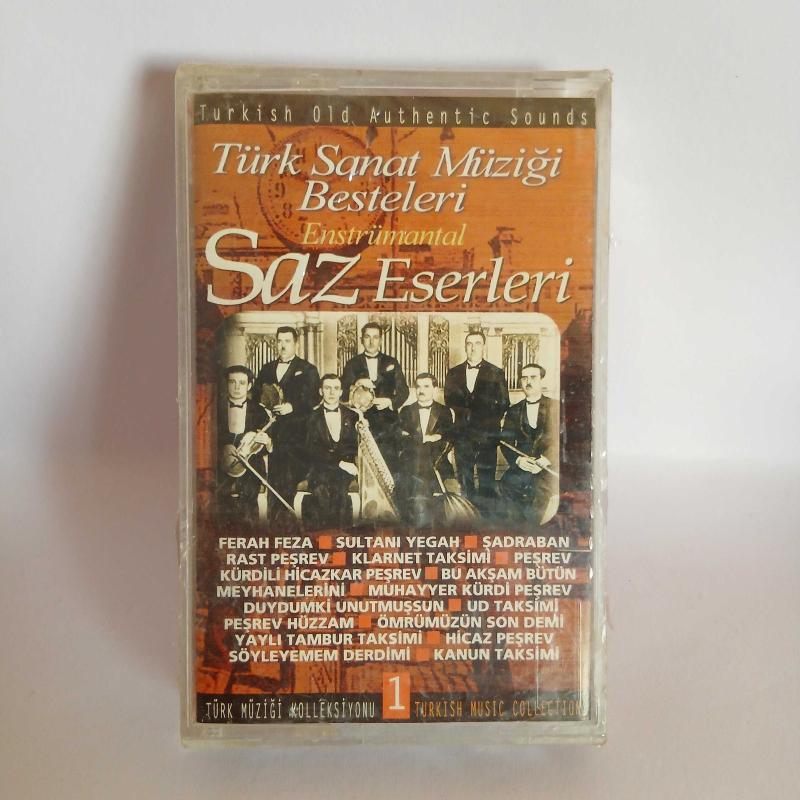 Turkish Old Authentic Sounds
Türk Sanat Müziği
Besteleri
Enstrümantal
Saz Eserleri
FERAH FEZA ■ SULTANI YEGAH ■ ŞADRABAN
RAST PEŞREV ■ KLARNET TAKSİMİ ■ PEŞREV
KÜRDİLİ HİCAZKAR PEŞREV ■ BU AKŞAM BÜTÜN
MEYHANELERİNİ ■ MUHAYYER KÜRDİ PEŞREV
DUYDUMKİ UNUTMUŞSUN ■ UD TAKSİMİ
PEŞREV HÜZZAM ■ ÖMRÜMÜZÜN SON DEMİ
YAYLI TAMBUR TAKSİMİ ■ HİCAZ PEŞREV
SÖYLEYEMEM DERDİMİ ■ KANUN TAKSİMİ
TÜRK MÜZİĞİ KOLLEKSİYONU 1 TURKISH MUSIC COLLECTION